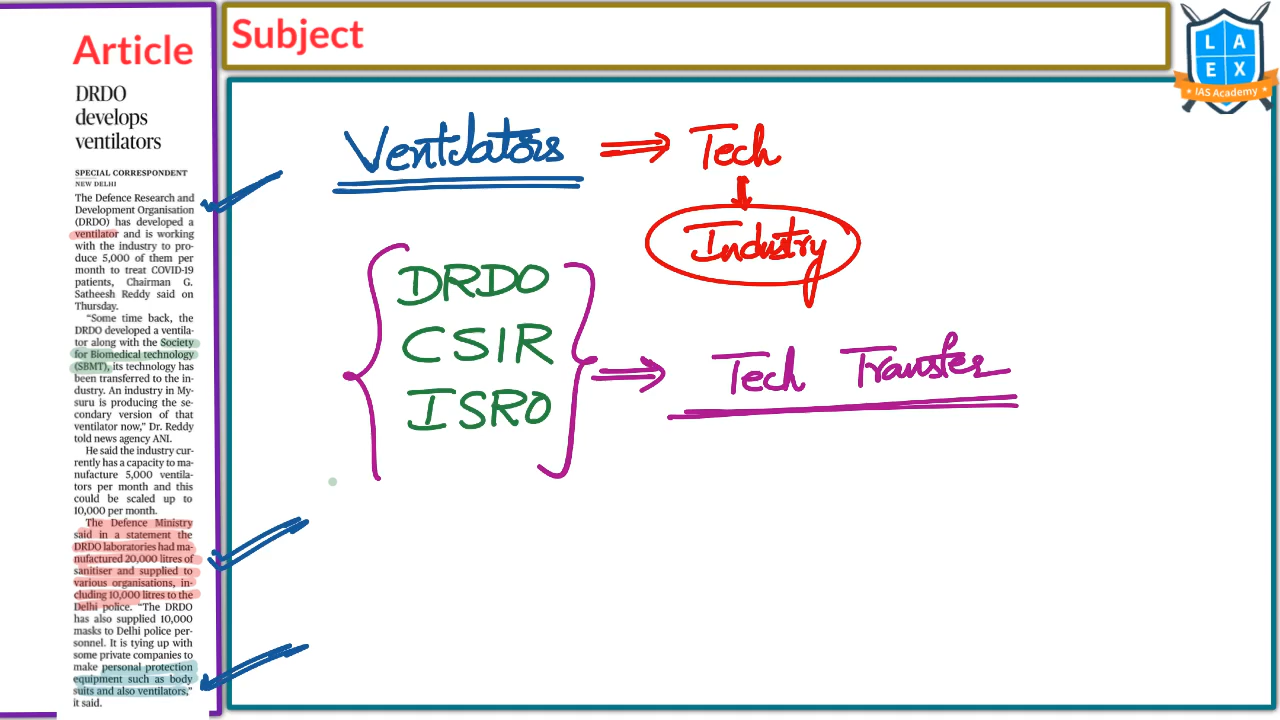 Article
DRDO
develops
ventilators
SPECIAL CORRESPONDENT
NEW DELHI
The Defence Research and
Development Organisation
(DRDO) has developed a
ventilator and is working
with the industry to pro-
duce 5,000 of them per
month to treat COVID-19
patients, Chairman G.
Satheesh Reddy said on
Thursday.
“Some time back, the
DRDO developed a ventila-
tor along with the Society
for Biomedical technology
(SBMT), its technology has
been transferred to the in-
dustry. An industry in My-
suru is producing the se-
condary version of that
ventilator now,” Dr. Reddy
told news agency ANI.
He said the industry cur-
rently has a capacity to ma-
nufacture 5,000 ventila-
tors per month and this
could be scaled up to
10,000 per month.
The Defence Ministry
said in a statement the
DRDO laboratories had ma-
nufactured 20,000 litres of
sanitiser and supplied to
various organisations, in-
cluding 10,000 litres to the
Delhi police. “The DRDO
has also supplied 10,000
masks to Delhi police per-
sonnel. It is tying up with
some private companies to
make personal protection
equipment such as body
suits and also ventilators,”
it said.
Subject
LAEX
IAS Academy
Ventilators ⇒ Tech
↓
Industry
DRDO
CSIR
ISRO
⇒ Tech Transfer